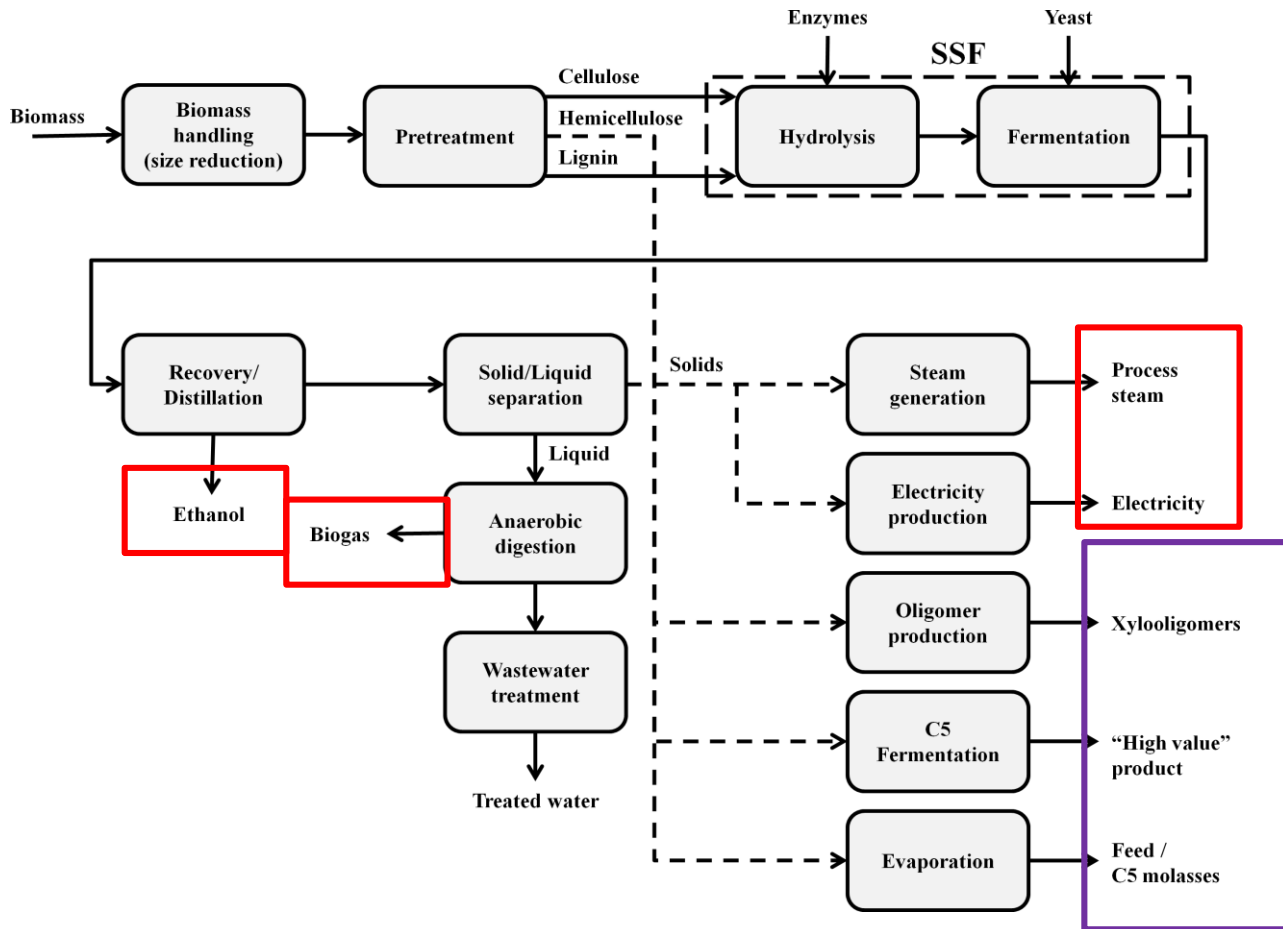 Enzymes
Yeast
SSF
Cellulose
Biomass
Biomass
handling
(size reduction)
Pretreatment
Hemicellulose
Lignin
Hydrolysis
Fermentation
Recovery/
Distillation
Solid/Liquid
separation
Solids
Steam
generation
Process
steam
Liquid
Ethanol
Biogas
Anaerobic
digestion
Electricity
production
Electricity
Oligomer
production
Xylooligomers
Wastewater
treatment
C5
Fermentation
“High value”
product
Treated water
Evaporation
Feed /
C5 molasses